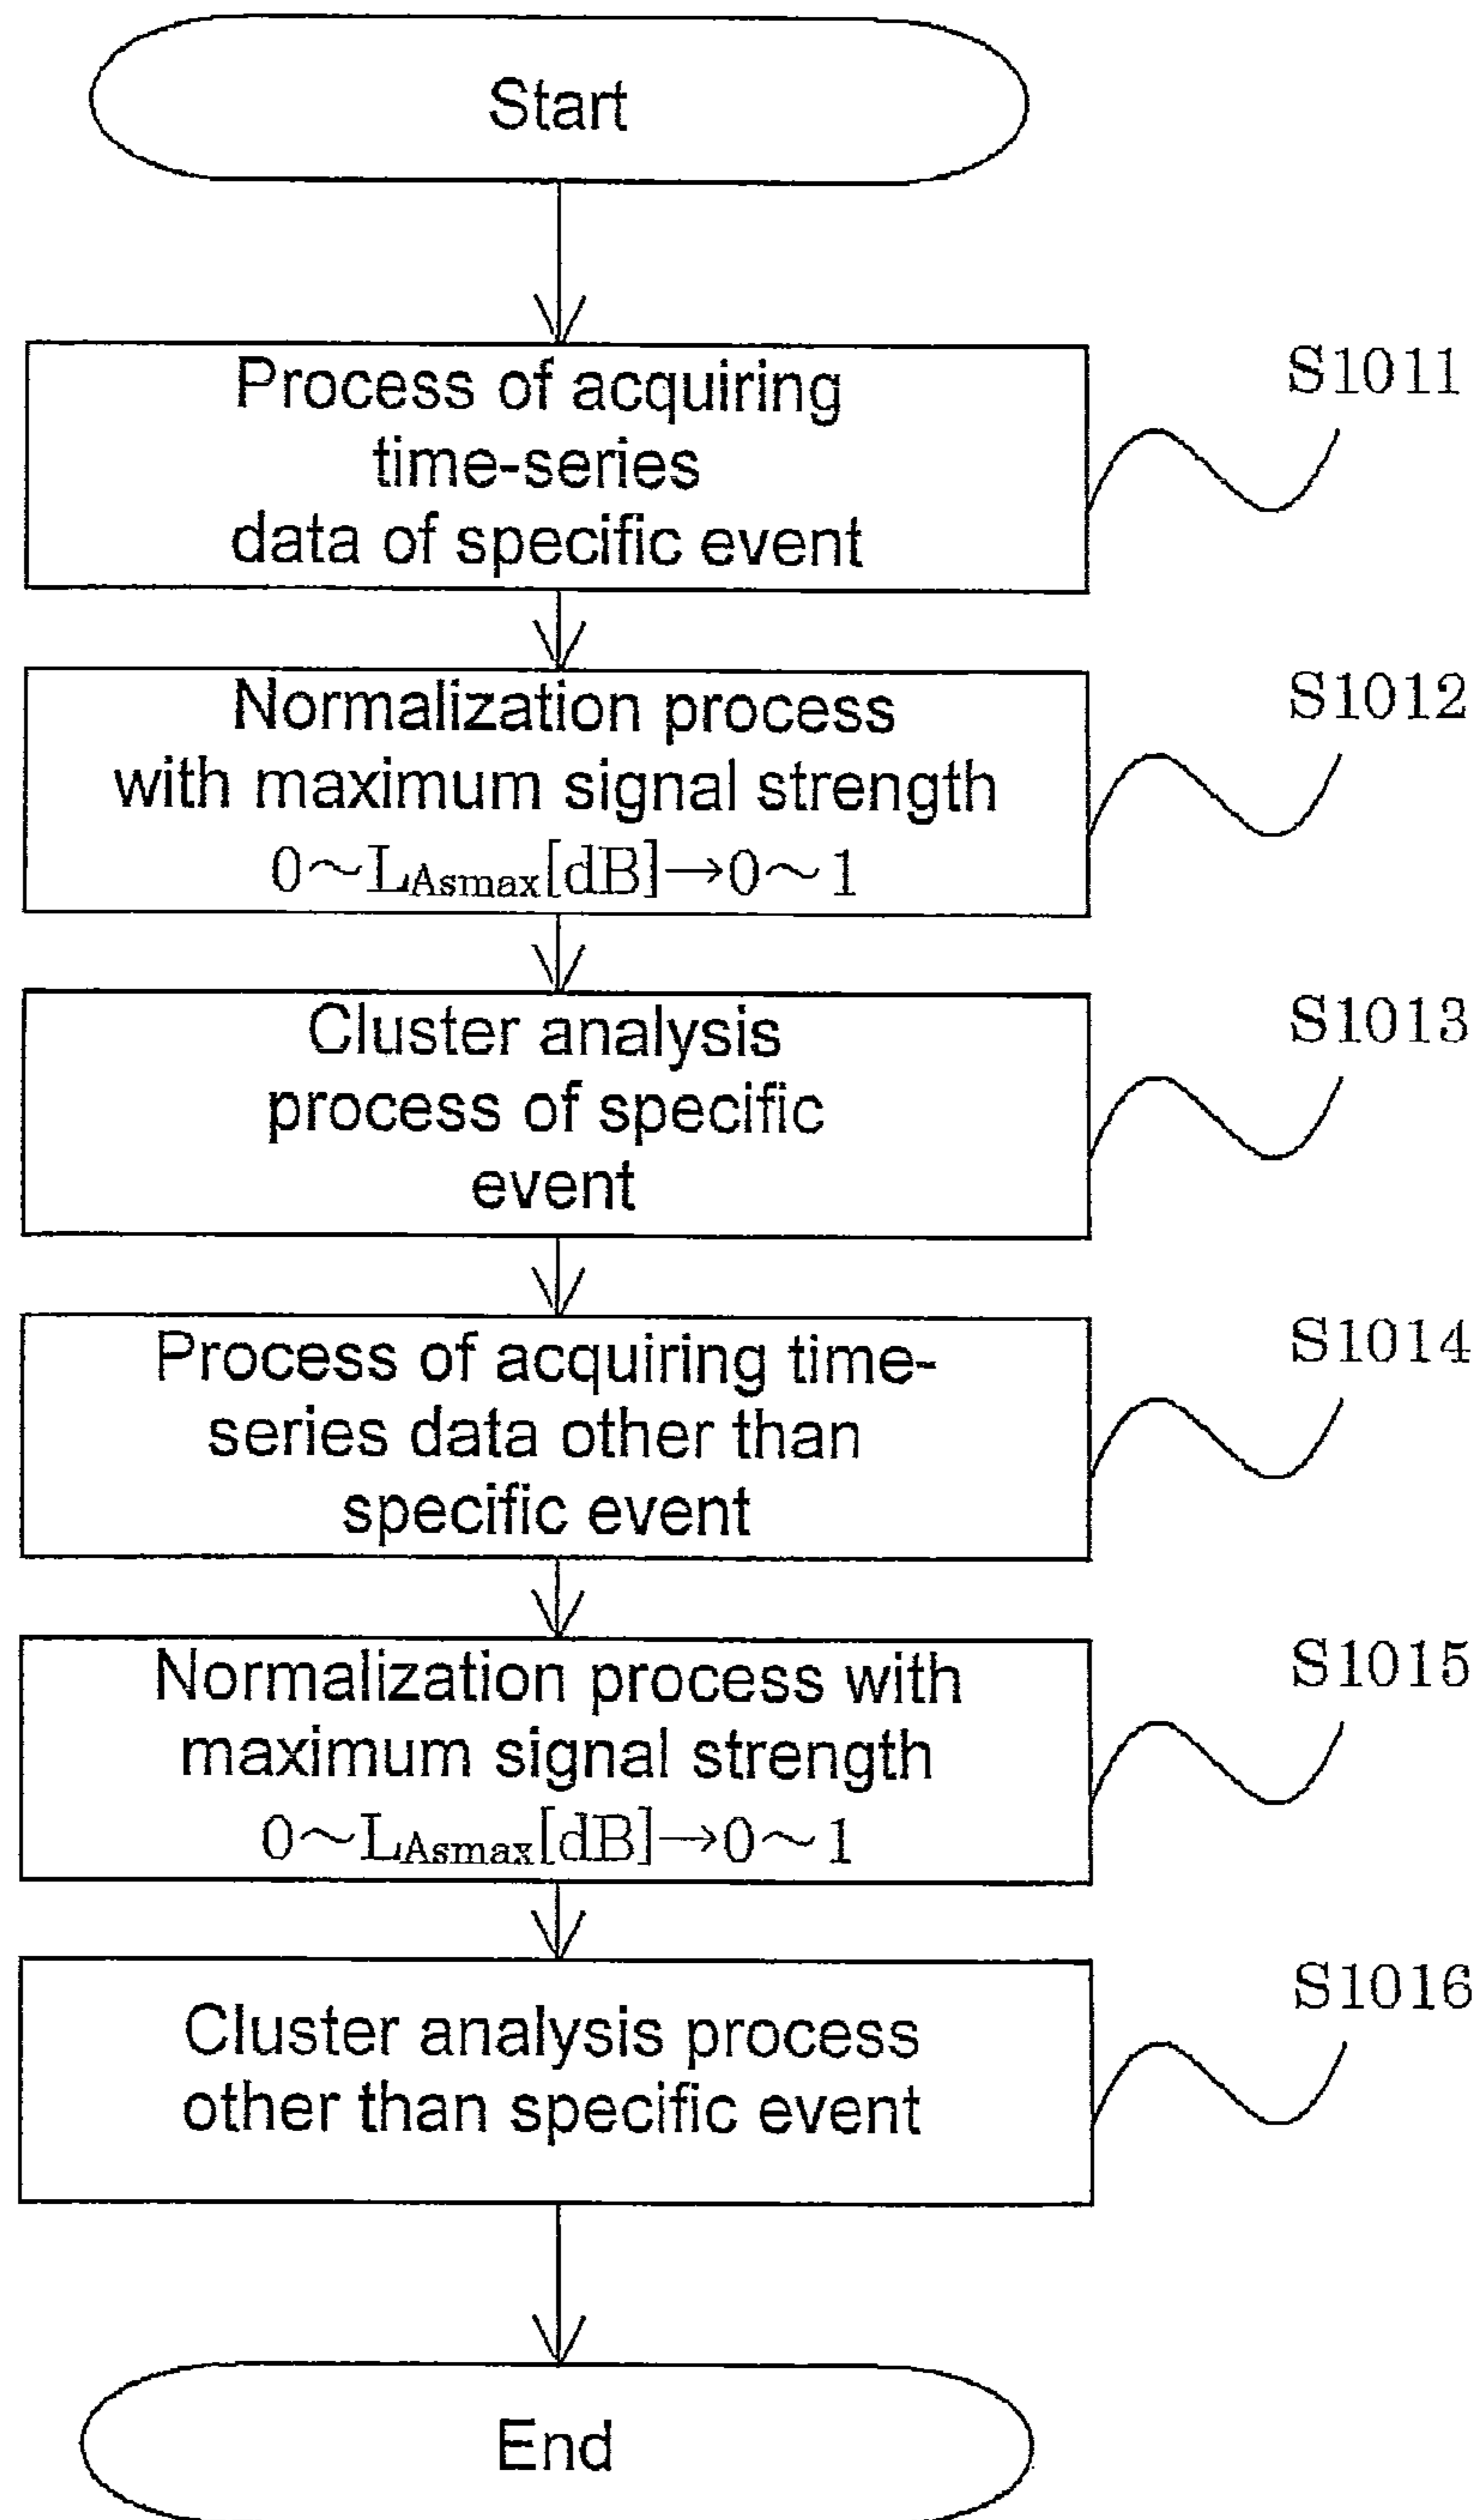 Start
Process of acquiring
time-series
data of specific event
S1011
Normalization process
with maximum signal strength
0～LAsmax[dB]→0～1
S1012
Cluster analysis
process of specific
event
S1013
Process of acquiring time-
series data other than
specific event
S1014
Normalization process with
maximum signal strength
0～LAsmax[dB]→0～1
S1015
Cluster analysis process
other than specific event
S1016
End